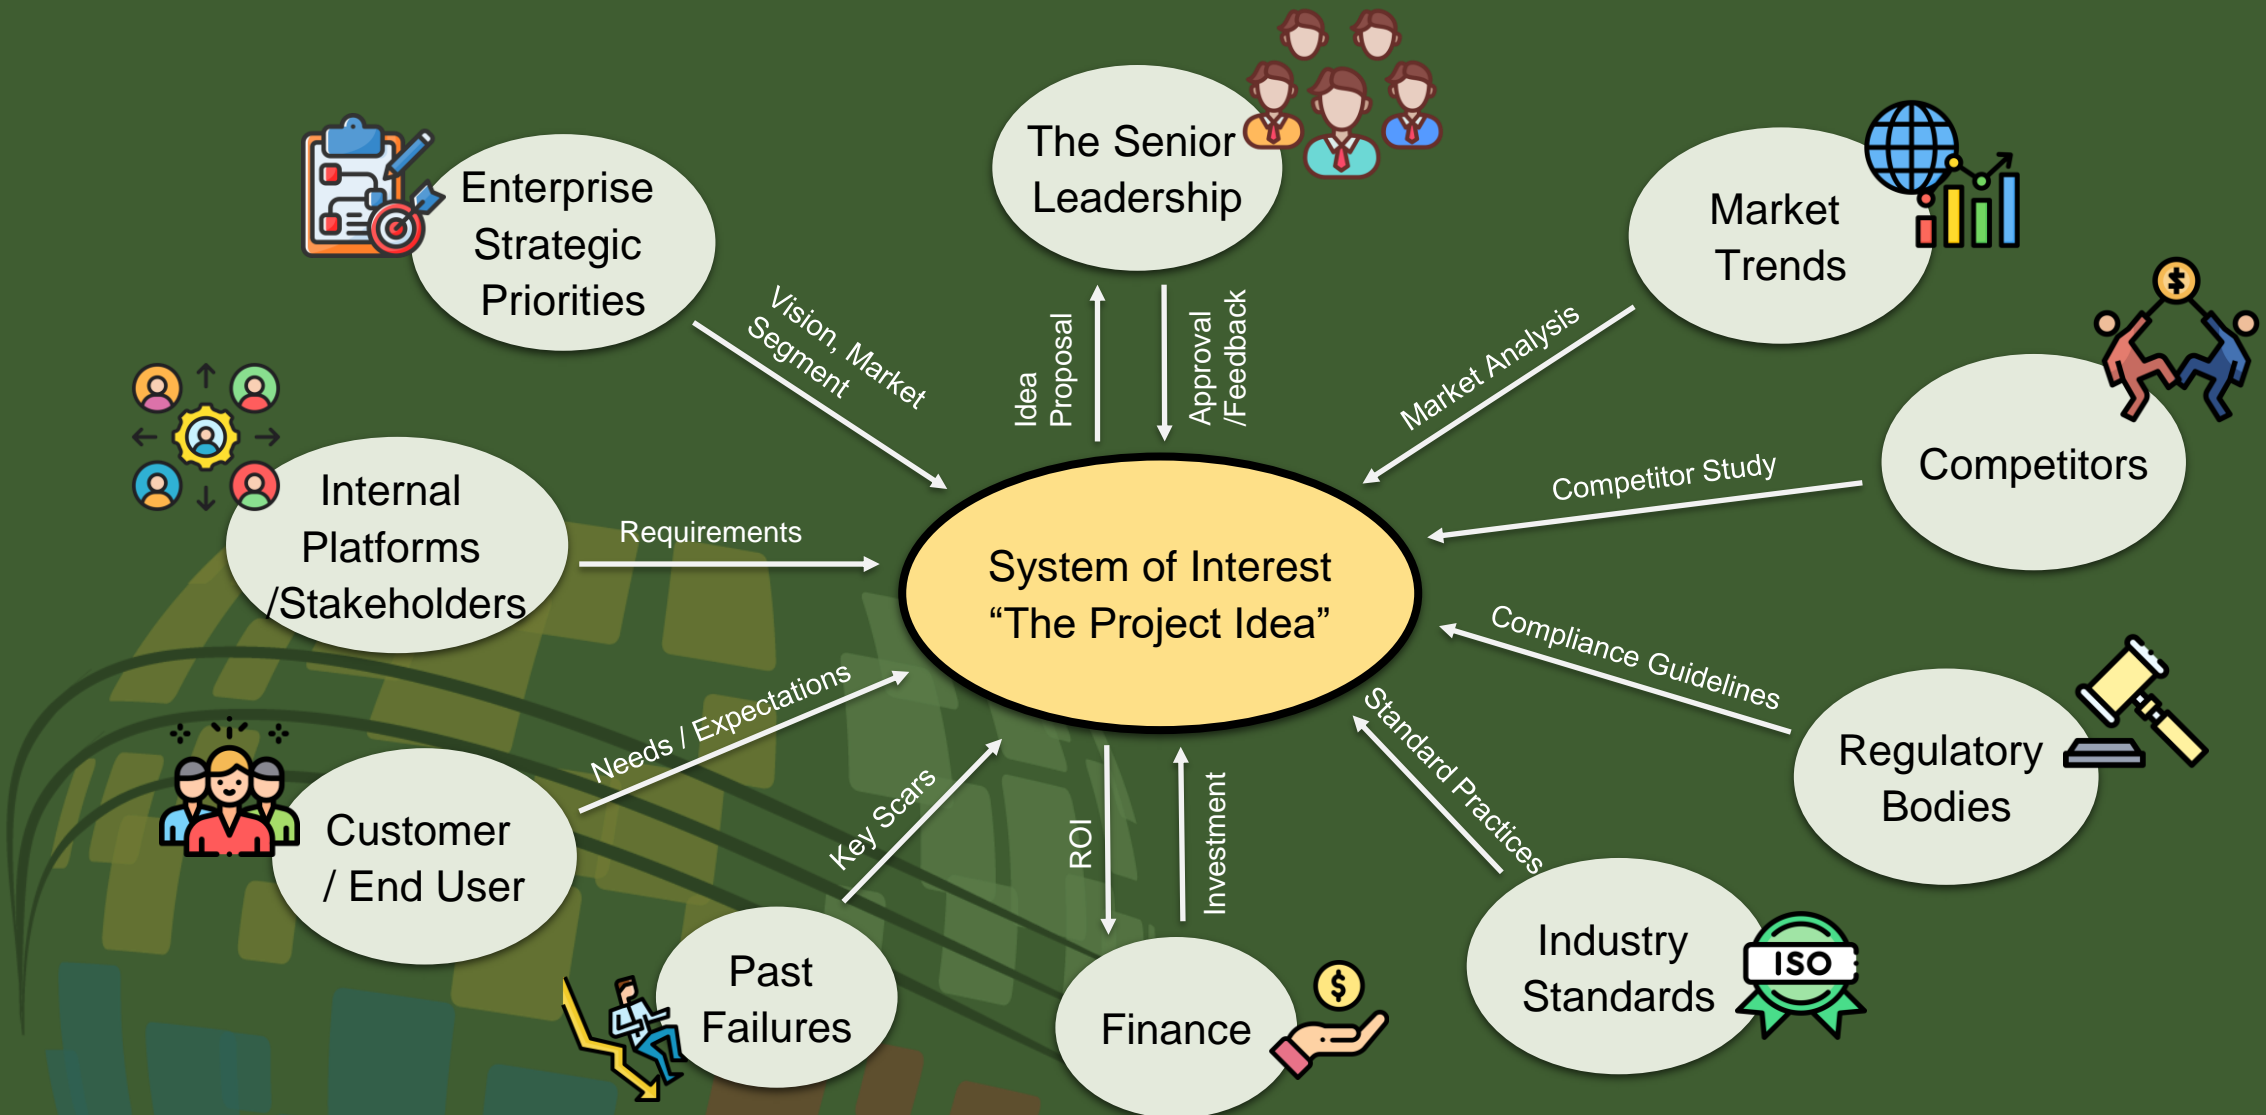 The Senior
Leadership
Enterprise
Strategic
Priorities
Market
Trends
Vision, Market
Segment
Idea
Proposal
Approval
/Feedback
Market Analysis
Competitors
Competitor Study
Internal
Platforms
/Stakeholders
Requirements
System of Interest
“The Project Idea”
Compliance Guidelines
Regulatory
Bodies
Needs / Expectations
Customer
/ End User
Key Scars
Past
Failures
ROI
Investment
$
Finance
$
Standard Practices
Industry
Standards
ISO